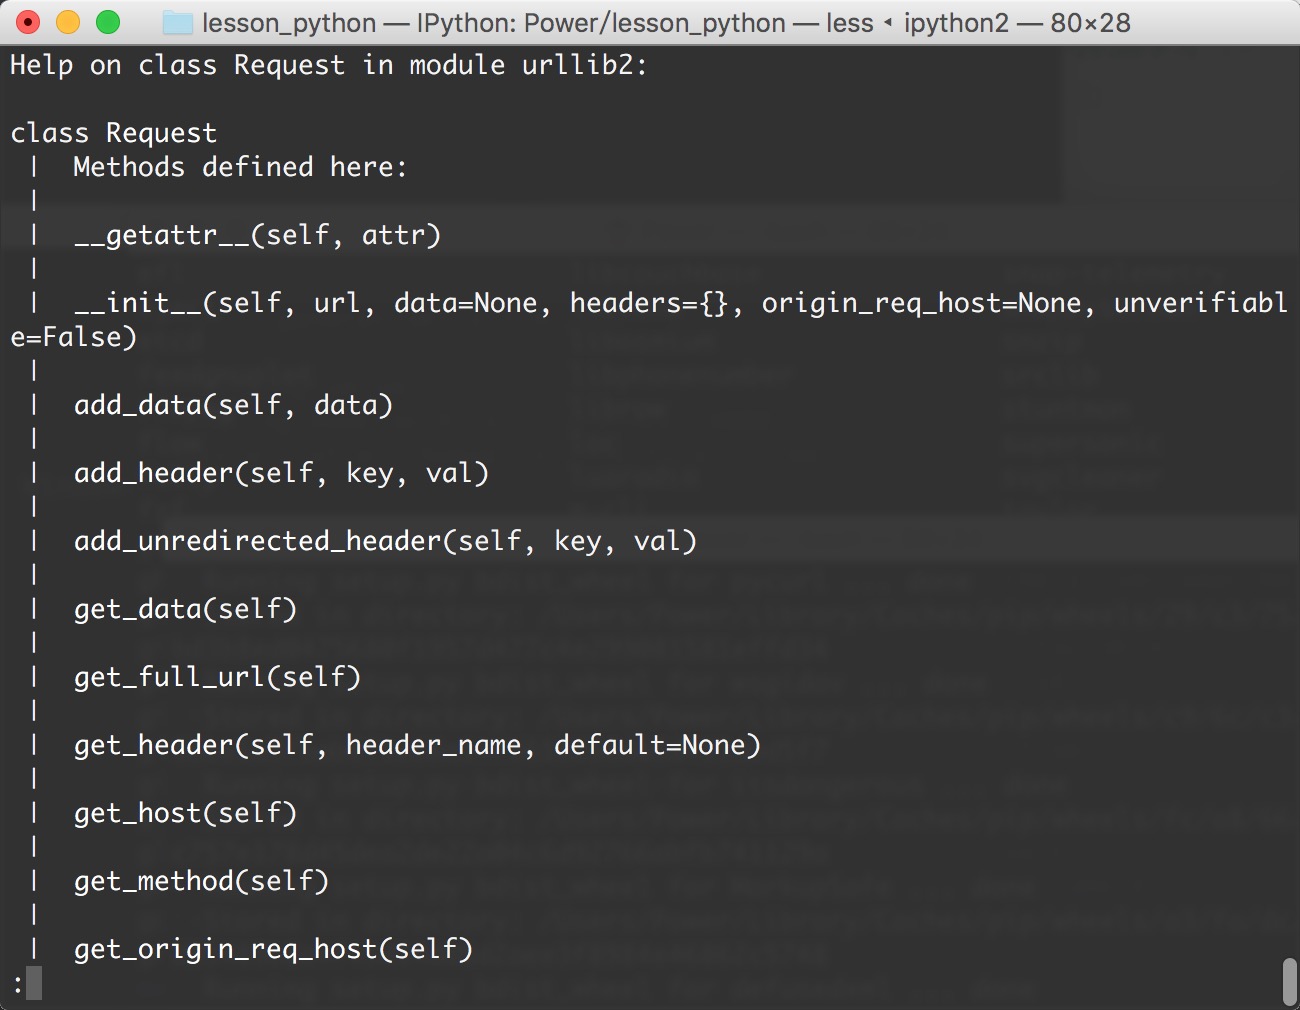 lesson_python — IPython: Power/lesson_python — less ◂ ipython2 — 80×28
Help on class Request in module urllib2:
class Request
 |  Methods defined here:
 |
 |  __getattr__(self, attr)
 |
 |  __init__(self, url, data=None, headers={}, origin_req_host=None, unverifiabl
e=False)
 |
 |  add_data(self, data)
 |
 |  add_header(self, key, val)
 |
 |  add_unredirected_header(self, key, val)
 |
 |  get_data(self)
 |
 |  get_full_url(self)
 |
 |  get_header(self, header_name, default=None)
 |
 |  get_host(self)
 |
 |  get_method(self)
 |
 |  get_origin_req_host(self)
: